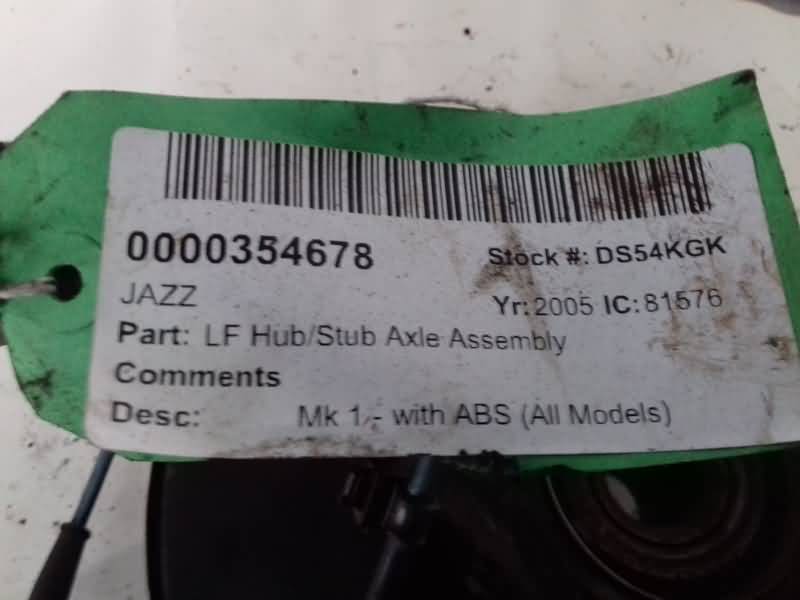 0000354678 Stock #: DS54KGK
JAZZ Yr: 2005 IC: 81576
Part: LF Hub/Stub Axle Assembly
Comments
Desc: Mk 1 - with ABS (All Models)